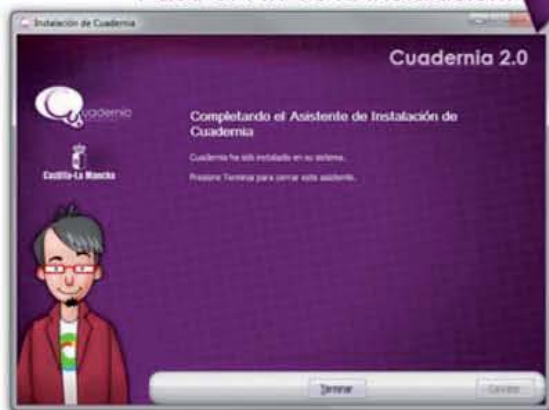 Instalación de Cuadernia
Cuadernia 2.0
Cuadernia
Castilla-La Mancha
Completando el Asistente de Instalación de
Cuadernia
Cuadernia ha sido instalado en su sistema.
Presione Terminar para cerrar este asistente.
Terminar
Cancelar